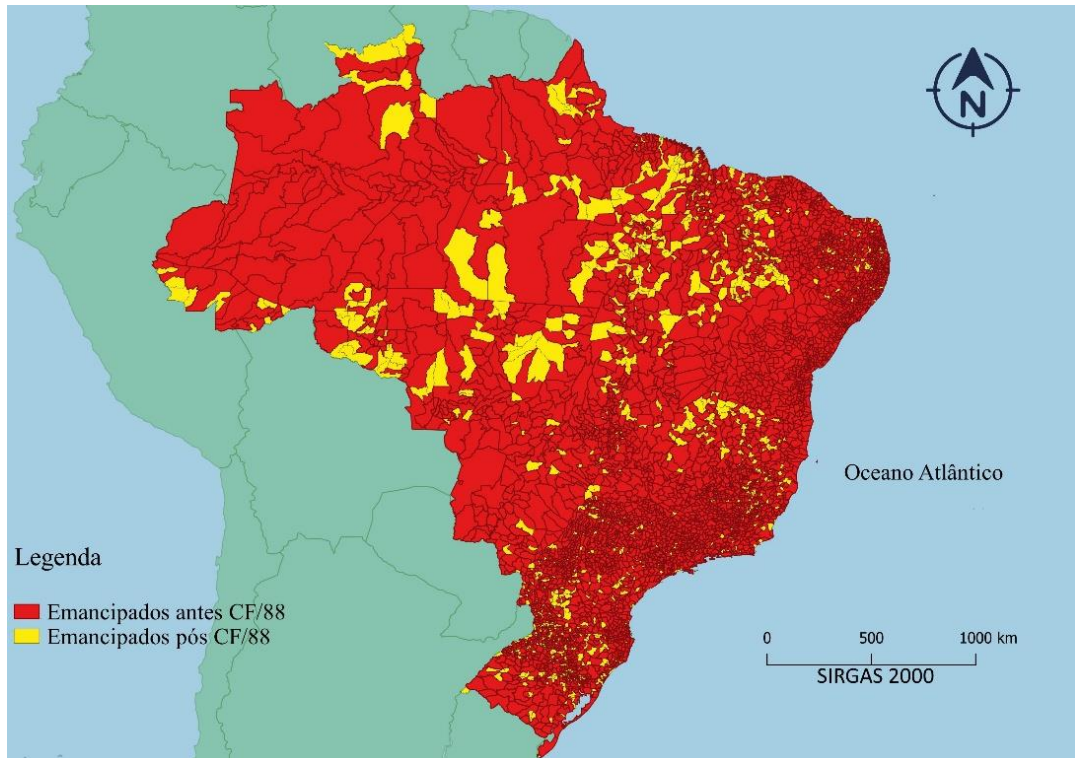 N
Oceano Atlântico
Legenda
Emancipados antes CF/88
Emancipados pós CF/88
0 500 1000 km
SIRGAS 2000